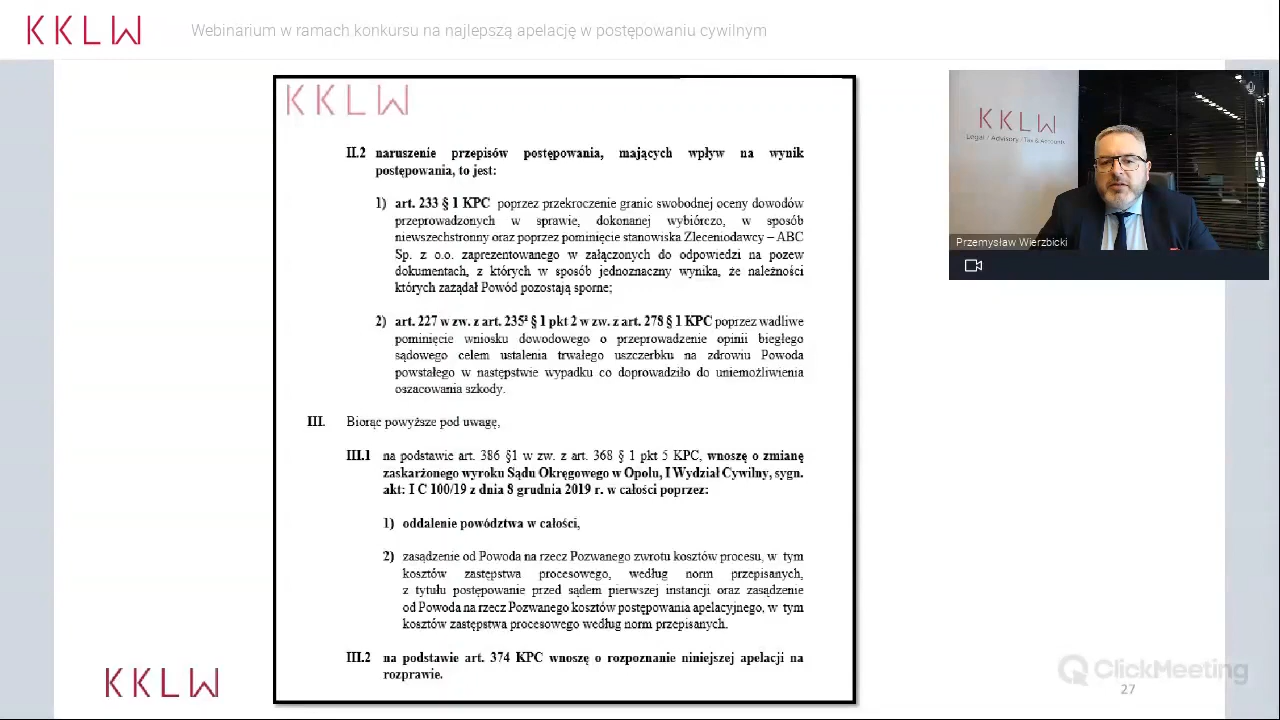 KKLW
Webinarium w ramach konkursu na najlepszą apelację w postępowaniu cywilnym
KKLW
II.2 naruszenie przepisów postępowania, mających wpływ na wynik
postępowania, to jest:
1) art. 233 § 1 KPC poprzez przekroczenie granic swobodnej oceny dowodów
przeprowadzonych w sprawie, dokonanej wybiórczo, w sposób
niewszechstronny oraz poprzez pominięcie stanowiska Zleceniodawcy – ABC
Sp. z o.o. zaprezentowanego w załączonych do odpowiedzi na pozew
dokumentach, z których w sposób jednoznaczny wynika, że należności
których zażądał Powód pozostają sporne;
2) art. 227 w zw. z art. 235² § 1 pkt 2 w zw. z art. 278 § 1 KPC poprzez wadliwe
pominięcie wniosku dowodowego o przeprowadzenie opinii biegłego
sądowego celem ustalenia trwałego uszczerbku na zdrowiu Powoda
powstałego w następstwie wypadku co doprowadziło do uniemożliwienia
oszacowania szkody.
III. Biorąc powyższe pod uwagę,
III.1 na podstawie art. 386 §1 w zw. z art. 368 § 1 pkt 5 KPC, wnoszę o zmianę
zaskarżonego wyroku Sądu Okręgowego w Opolu, I Wydział Cywilny, sygn.
akt: I C 100/19 z dnia 8 grudnia 2019 r. w całości poprzez:
1) oddalenie powództwa w całości,
2) zasądzenie od Powoda na rzecz Pozwanego zwrotu kosztów procesu, w tym
kosztów zastępstwa procesowego, według norm przepisanych,
z tytułu postępowanie przed sądem pierwszej instancji oraz zasądzenie
od Powoda na rzecz Pozwanego kosztów postępowania apelacyjnego, w tym
kosztów zastępstwa procesowego według norm przepisanych.
III.2 na podstawie art. 374 KPC wnoszę o rozpoznanie niniejszej apelacji na
rozprawie.
KKLW
Legal / Advisory / Tax & Accounts
Przemysław Wierzbicki
KKLW
ClickMeeting
27